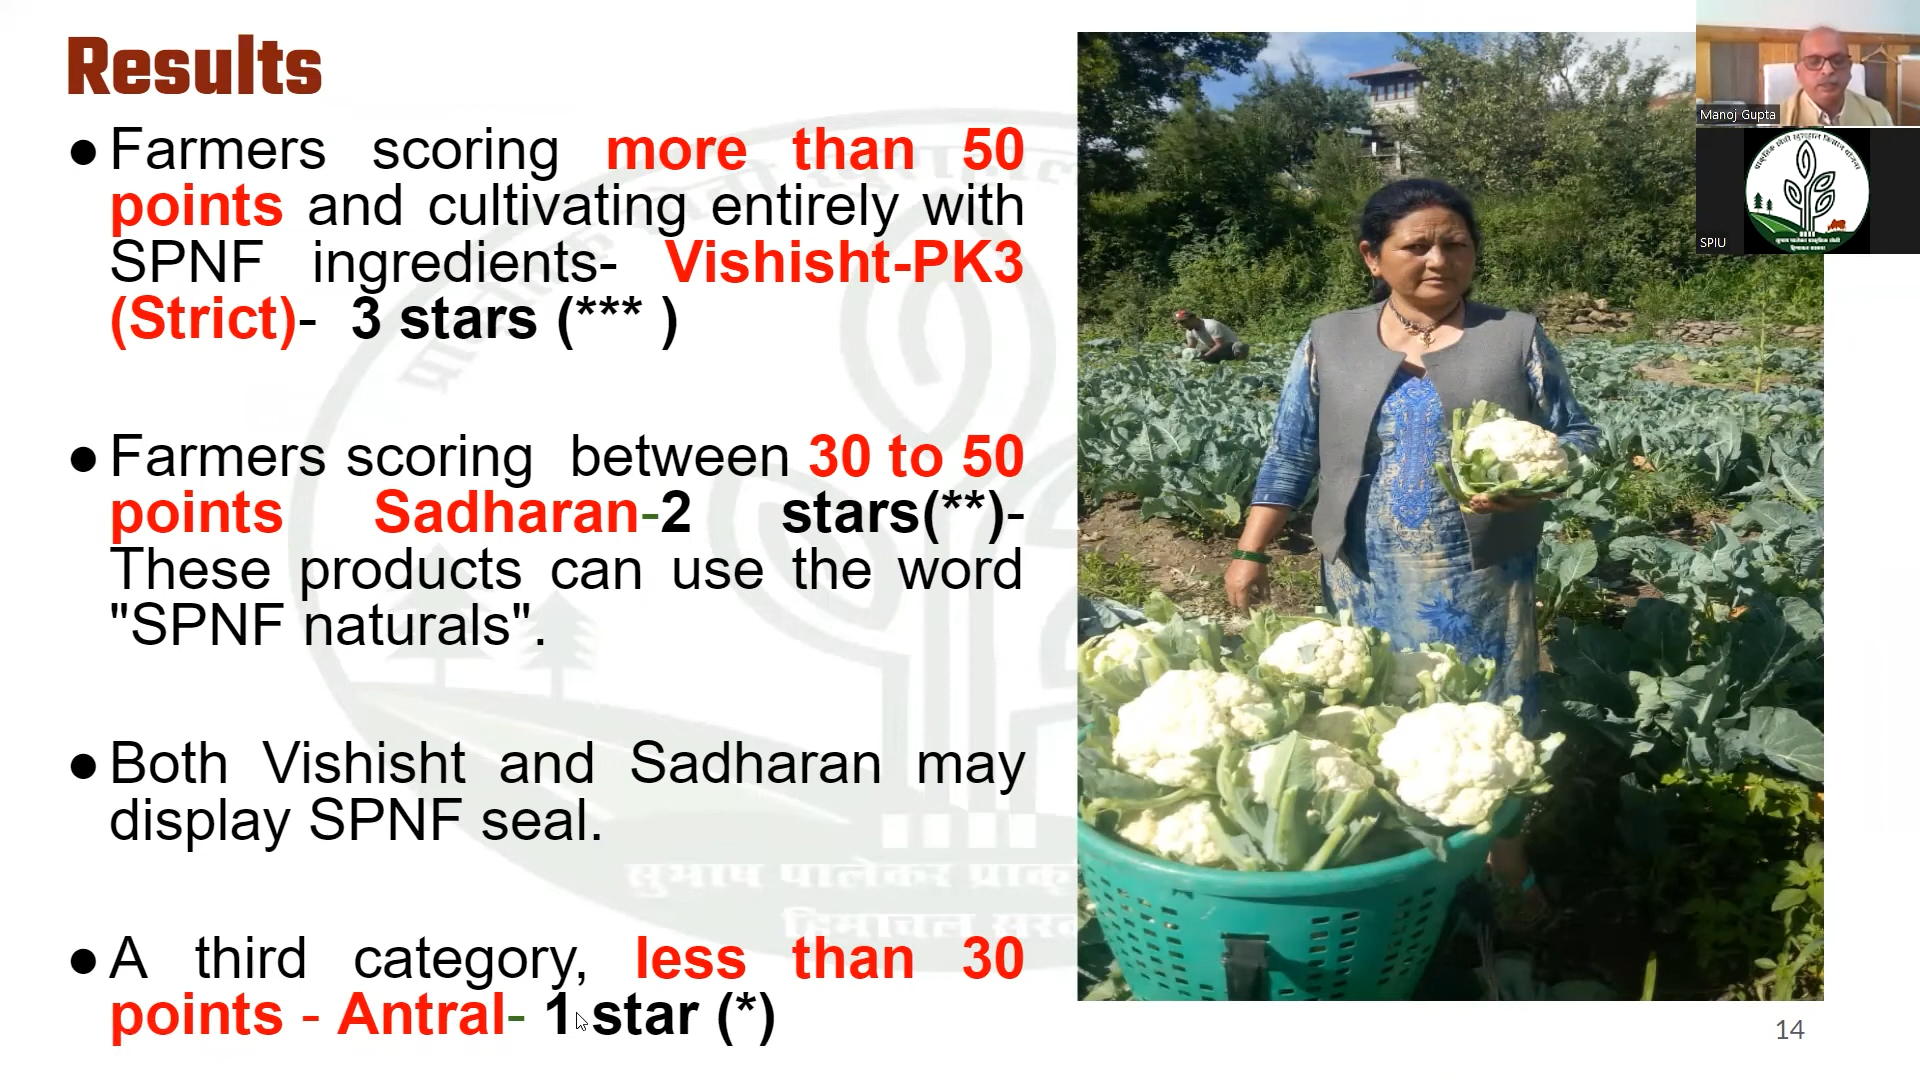 Results
● Farmers scoring more than 50
points and cultivating entirely with
SPNF ingredients- Vishisht-PK3
(Strict)- 3 stars (*** )
● Farmers scoring between 30 to 50
points Sadharan-2 stars(**)-
These products can use the word
"SPNF naturals".
● Both Vishisht and Sadharan may
display SPNF seal.
● A third category, less than 30
points - Antral- 1 star (*)
सुभाष पालेकर
14
Manoj Gupta
SPIU